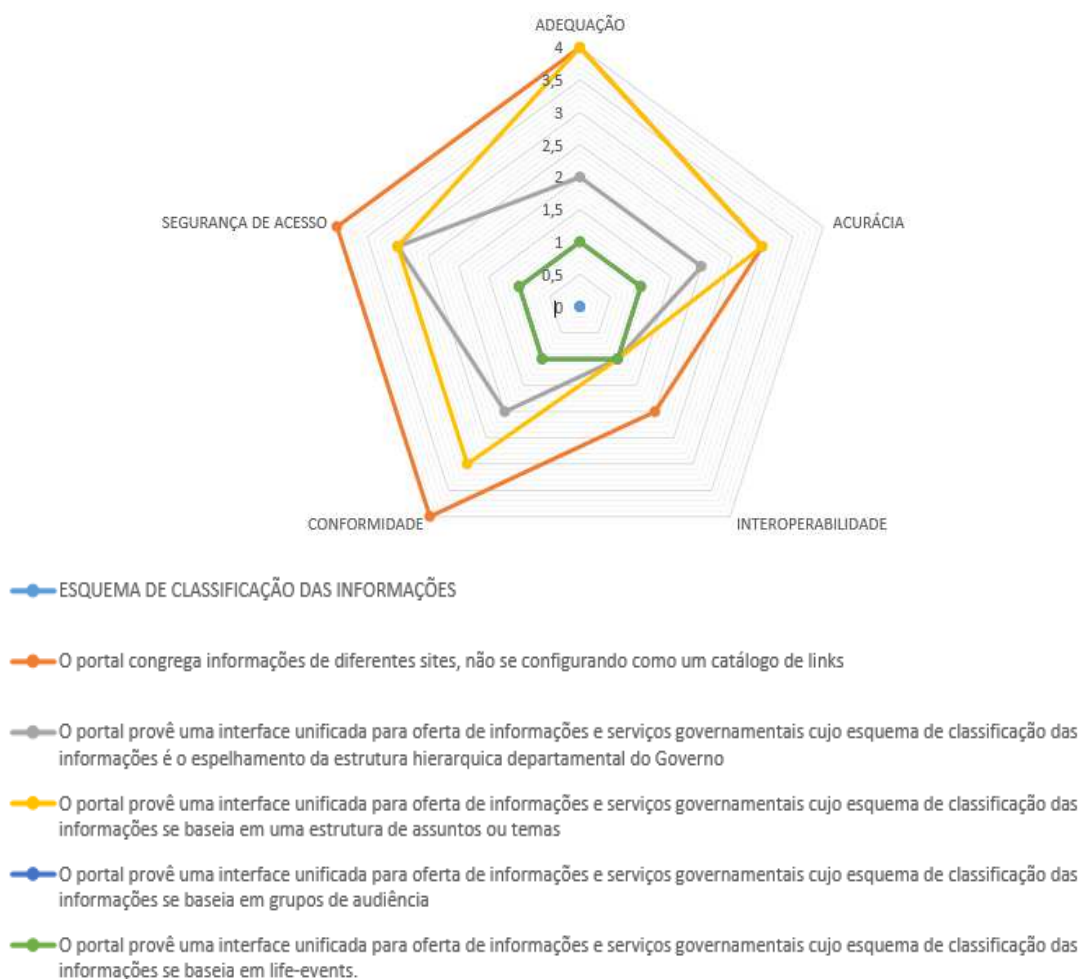 ADEQUAÇÃO
4
3,5
3
2,5
2
1,5
1
0,5
0
SEGURANÇA DE ACESSO
ACURÁCIA
CONFORMIDADE
INTEROPERABILIDADE
ESQUEMA DE CLASSIFICAÇÃO DAS INFORMAÇÕES
O portal congrega informações de diferentes sites, não se configurando como um catálogo de links
O portal provê uma interface unificada para oferta de informações e serviços governamentais cujo esquema de classificação das
informações é o espelhamento da estrutura hierarquica departamental do Governo
O portal provê uma interface unificada para oferta de informações e serviços governamentais cujo esquema de classificação das
informações se baseia em uma estrutura de assuntos ou temas
O portal provê uma interface unificada para oferta de informações e serviços governamentais cujo esquema de classificação das
informações se baseia em grupos de audiência
O portal provê uma interface unificada para oferta de informações e serviços governamentais cujo esquema de classificação das
informações se baseia em life-events.